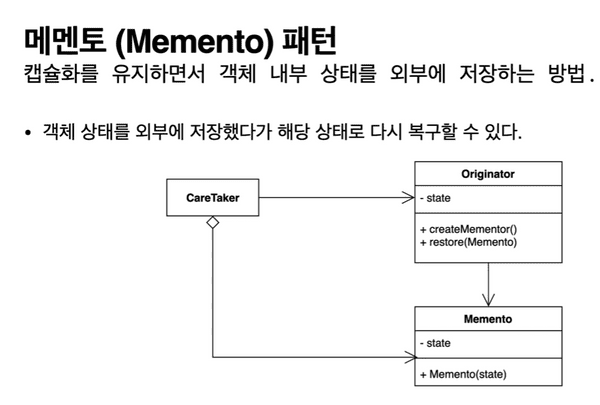 메멘토 (Memento) 패턴
캡슐화를 유지하면서 객체 내부 상태를 외부에 저장하는 방법.
• 객체 상태를 외부에 저장했다가 해당 상태로 다시 복구할 수 있다.
CareTaker
Originator
- state
+ createMementor()
+ restore(Memento)
Memento
- state
+ Memento(state)